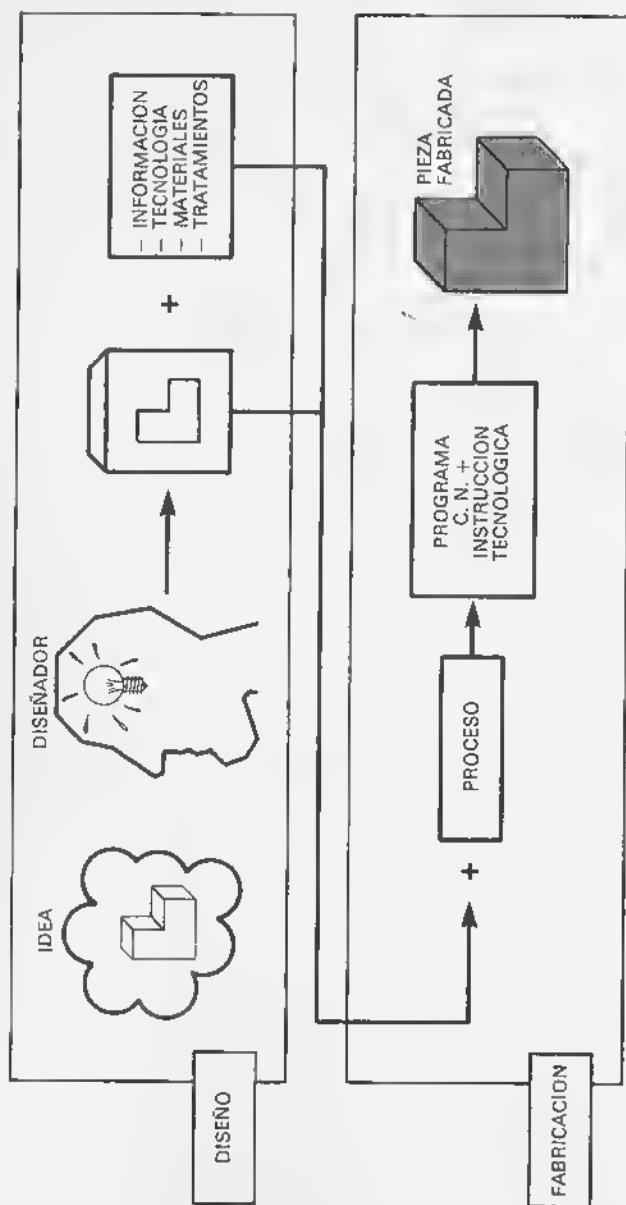 DISEÑO
IDEA
DISEÑADOR
+
– INFORMACION
– TECNOLOGIA
– MATERIALES
– TRATAMIENTOS
FABRICACION
+
PROCESO
PROGRAMA
C. N. +
INSTRUCCION
TECNOLOGICA
PIEZA
FABRICADA